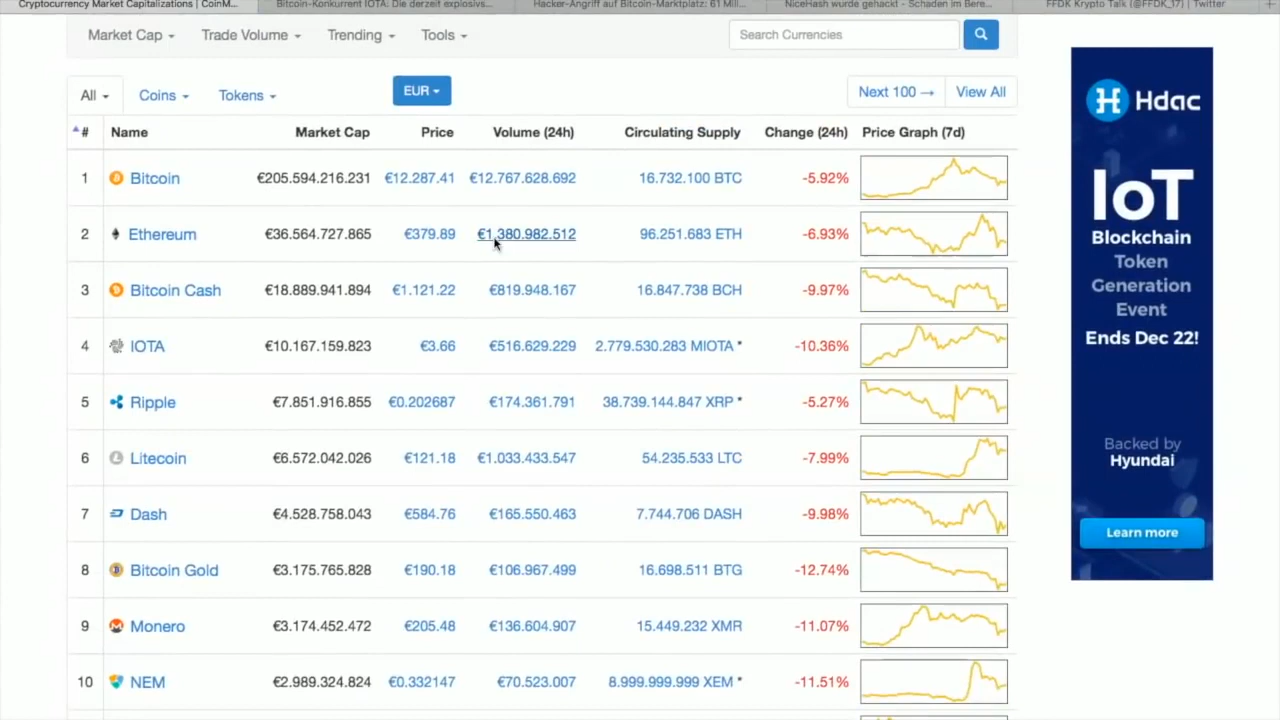 Cryptocurrency Market Capitalizations | CoinM...
Bitcoin-Konkurrent IOTA: Die derzeit explosivs...
Hacker-Angriff auf Bitcoin-Marktplatz: 61 Mill...
NiceHash wurde gehackt - Schaden im Bere...
FFDK Krypto Talk (@FFDK_17) | Twitter
Market Cap Trade Volume Trending Tools Search Currencies
All Coins Tokens EUR Next 100 → View All
# Name Market Cap Price Volume (24h) Circulating Supply Change (24h) Price Graph (7d)
1 Bitcoin €205.594.216.231 €12.287.41 €12.767.628.692 16.732.100 BTC -5.92%
2 Ethereum €36.564.727.865 €379.89 €1.380.982.512 96.251.683 ETH -6.93%
3 Bitcoin Cash €18.889.941.894 €1.121.22 €819.948.167 16.847.738 BCH -9.97%
4 IOTA €10.167.159.823 €3.66 €516.629.229 2.779.530.283 MIOTA * -10.36%
5 Ripple €7.851.916.855 €0.202687 €174.361.791 38.739.144.847 XRP * -5.27%
6 Litecoin €6.572.042.026 €121.18 €1.033.433.547 54.235.533 LTC -7.99%
7 Dash €4.528.758.043 €584.76 €165.550.463 7.744.706 DASH -9.98%
8 Bitcoin Gold €3.175.765.828 €190.18 €106.967.499 16.698.511 BTG -12.74%
9 Monero €3.174.452.472 €205.48 €136.604.907 15.449.232 XMR -11.07%
10 NEM €2.989.324.824 €0.332147 €70.523.007 8.999.999.999 XEM * -11.51%
Hdac
IoT
Blockchain
Token
Generation
Event
Ends Dec 22!
Backed by
Hyundai
Learn more